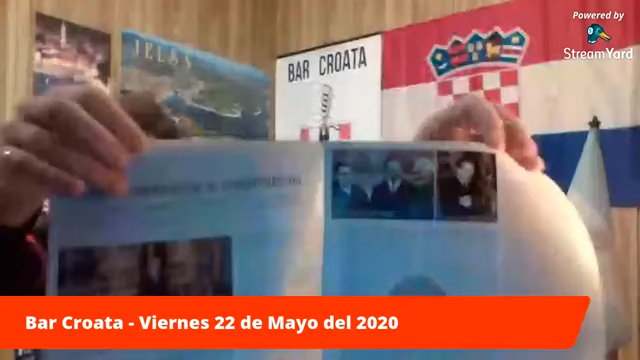 Powered by
StreamYard
JELSA
BAR CROATA
Bar Croata - Viernes 22 de Mayo del 2020